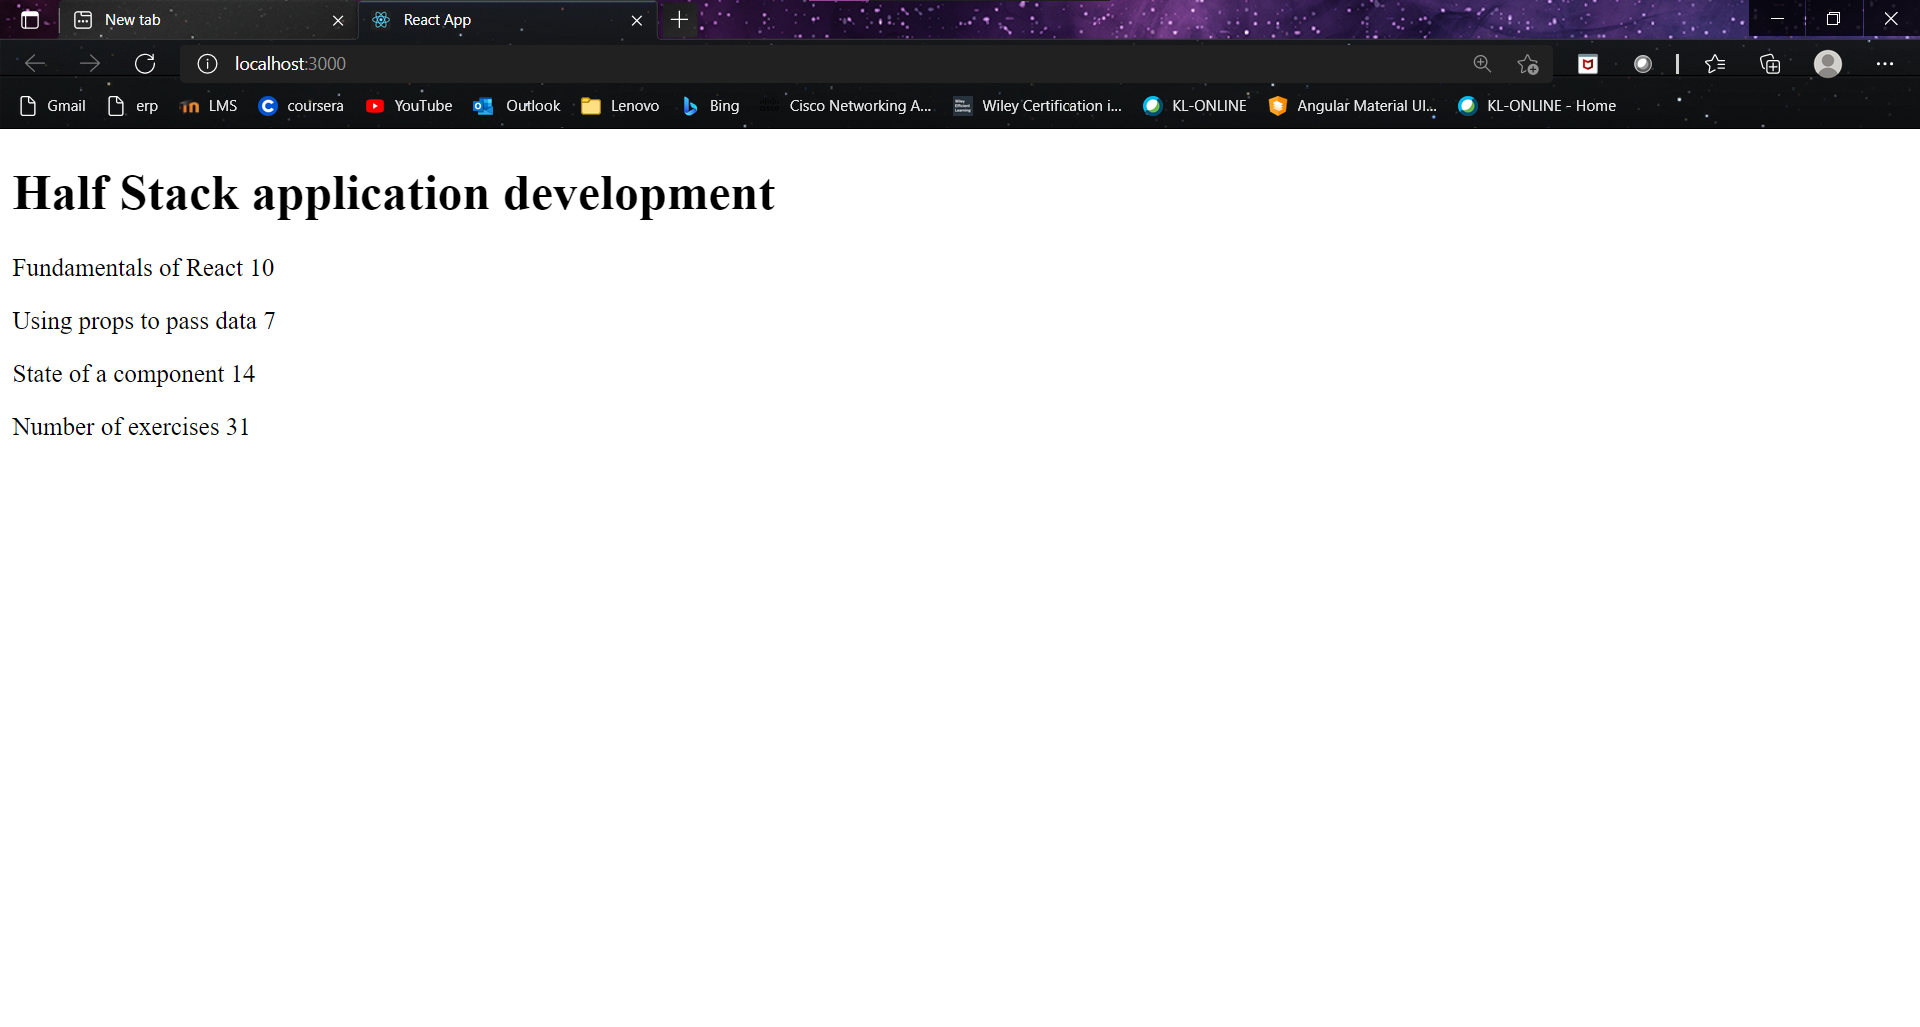 New tab
React App
localhost:3000
Gmail erp LMS coursera YouTube Outlook Lenovo Bing Cisco Networking A... Wiley Certification i... KL-ONLINE Angular Material UI... KL-ONLINE - Home
Half Stack application development
Fundamentals of React 10
Using props to pass data 7
State of a component 14
Number of exercises 31